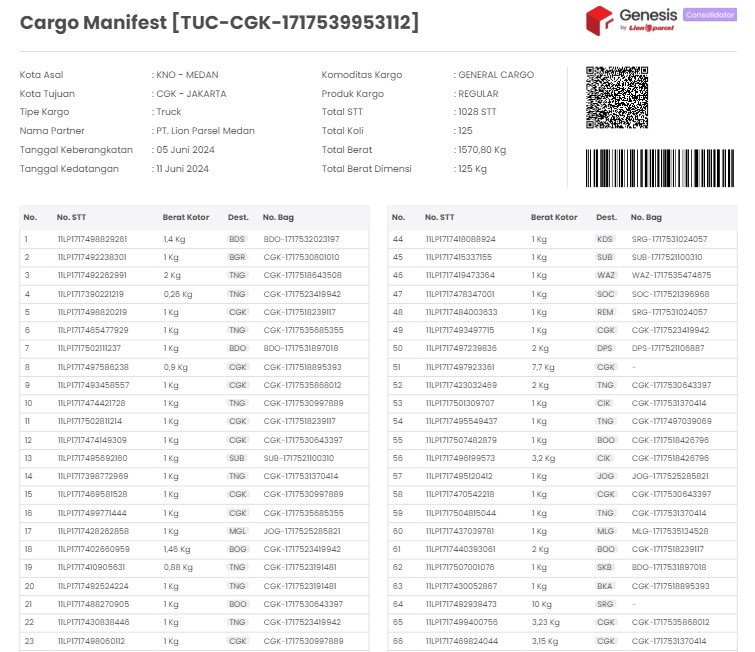 Cargo Manifest [TUC-CGK-1717539953112]
Genesis
by Lion parcel
Consolidator
Kota Asal : KNO - MEDAN
Kota Tujuan : CGK - JAKARTA
Tipe Kargo : Truck
Nama Partner : PT. Lion Parsel Medan
Tanggal Keberangkatan : 05 Juni 2024
Tanggal Kedatangan : 11 Juni 2024
Komoditas Kargo : GENERAL CARGO
Produk Kargo : REGULAR
Total STT : 1028 STT
Total Koli : 125
Total Berat : 1570,80 Kg
Total Berat Dimensi : 125 Kg
No. No. STT Berat Kotor Dest. No. Bag
1 11LP1717498829261 1,4 Kg BDS BDO-1717532023197
2 11LP1717492238301 1 Kg BGR CGK-1717530801010
3 11LP1717492262991 2 Kg TNG CGK-1717518643508
4 11LP1717390221219 0,26 Kg TNG CGK-1717523419942
5 11LP1717498820219 1 Kg CGK CGK-1717518239117
6 11LP1717465477929 1 Kg TNG CGK-1717535685355
7 11LP1717502111237 1 Kg BDO BDO-1717531897018
8 11LP1717497586238 0,9 Kg CGK CGK-1717518895393
9 11LP1717493458557 1 Kg CGK CGK-1717535868012
10 11LP1717474421728 1 Kg TNG CGK-1717530997889
11 11LP1717502811214 1 Kg CGK CGK-1717518239117
12 11LP1717474149309 1 Kg CGK CGK-1717530643397
13 11LP1717495692160 1 Kg SUB SUB-1717521100310
14 11LP1717398772969 1 Kg TNG CGK-1717531370414
15 11LP1717469581528 1 Kg CGK CGK-1717530997889
16 11LP1717499771444 1 Kg CGK CGK-1717535685355
17 11LP1717428262858 1 Kg MGL JOG-1717525285821
18 11LP1717402660959 1,46 Kg BOG CGK-1717523419942
19 11LP1717410905631 0,88 Kg TNG CGK-1717523191481
20 11LP1717492524224 1 Kg TNG CGK-1717523191481
21 11LP1717488270905 1 Kg BOO CGK-1717530643397
22 11LP1717430838446 1 Kg TNG CGK-1717523419942
23 11LP1717498060112 1 Kg CGK CGK-1717530997889
No. No. STT Berat Kotor Dest. No. Bag
44 11LP1717418088924 1 Kg KDS SRG-1717531024057
45 11LP1717415337155 1 Kg SUB SUB-1717521100310
46 11LP1717419473364 1 Kg WAZ WAZ-1717535474675
47 11LP1717478347001 1 Kg SOC SOC-1717521396968
48 11LP1717484003633 1 Kg REM SRG-1717531024057
49 11LP1717493497715 1 Kg CGK CGK-1717523419942
50 11LP1717497239836 2 Kg DPS DPS-1717521106887
51 11LP1717497923361 7,7 Kg CGK -
52 11LP1717423032469 2 Kg TNG CGK-1717530643397
53 11LP1717501309707 1 Kg CIK CGK-1717531370414
54 11LP1717495549437 1 Kg TNG CGK-1717497039069
55 11LP1717507482879 1 Kg BOO CGK-1717518426796
56 11LP1717496199573 3,2 Kg CIK CGK-1717518426796
57 11LP1717495120412 1 Kg JOG JOG-1717525285821
58 11LP1717470542218 1 Kg CGK CGK-1717530643397
59 11LP1717504815044 1 Kg TNG CGK-1717531370414
60 11LP1717437039781 1 Kg MLG MLG-1717535134528
61 11LP1717440393061 2 Kg BOO CGK-1717518239117
62 11LP1717507001076 1 Kg SKB BDO-1717531897018
63 11LP1717430052867 1 Kg BKA CGK-1717518895393
64 11LP1717492939473 10 Kg SRG -
65 11LP1717499400756 3,23 Kg CGK CGK-1717535868012
66 11LP1717469824044 3,15 Kg CGK CGK-1717531370414